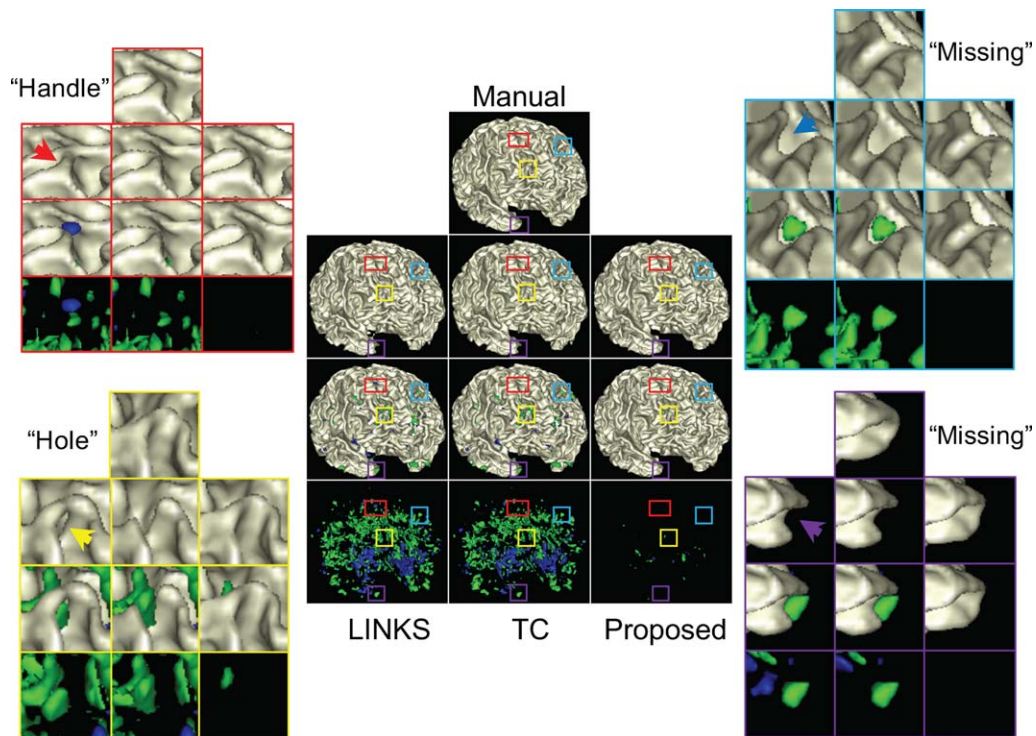 “Handle”
Manual
“Missing”
“Hole”
“Missing”
LINKS
TC
Proposed